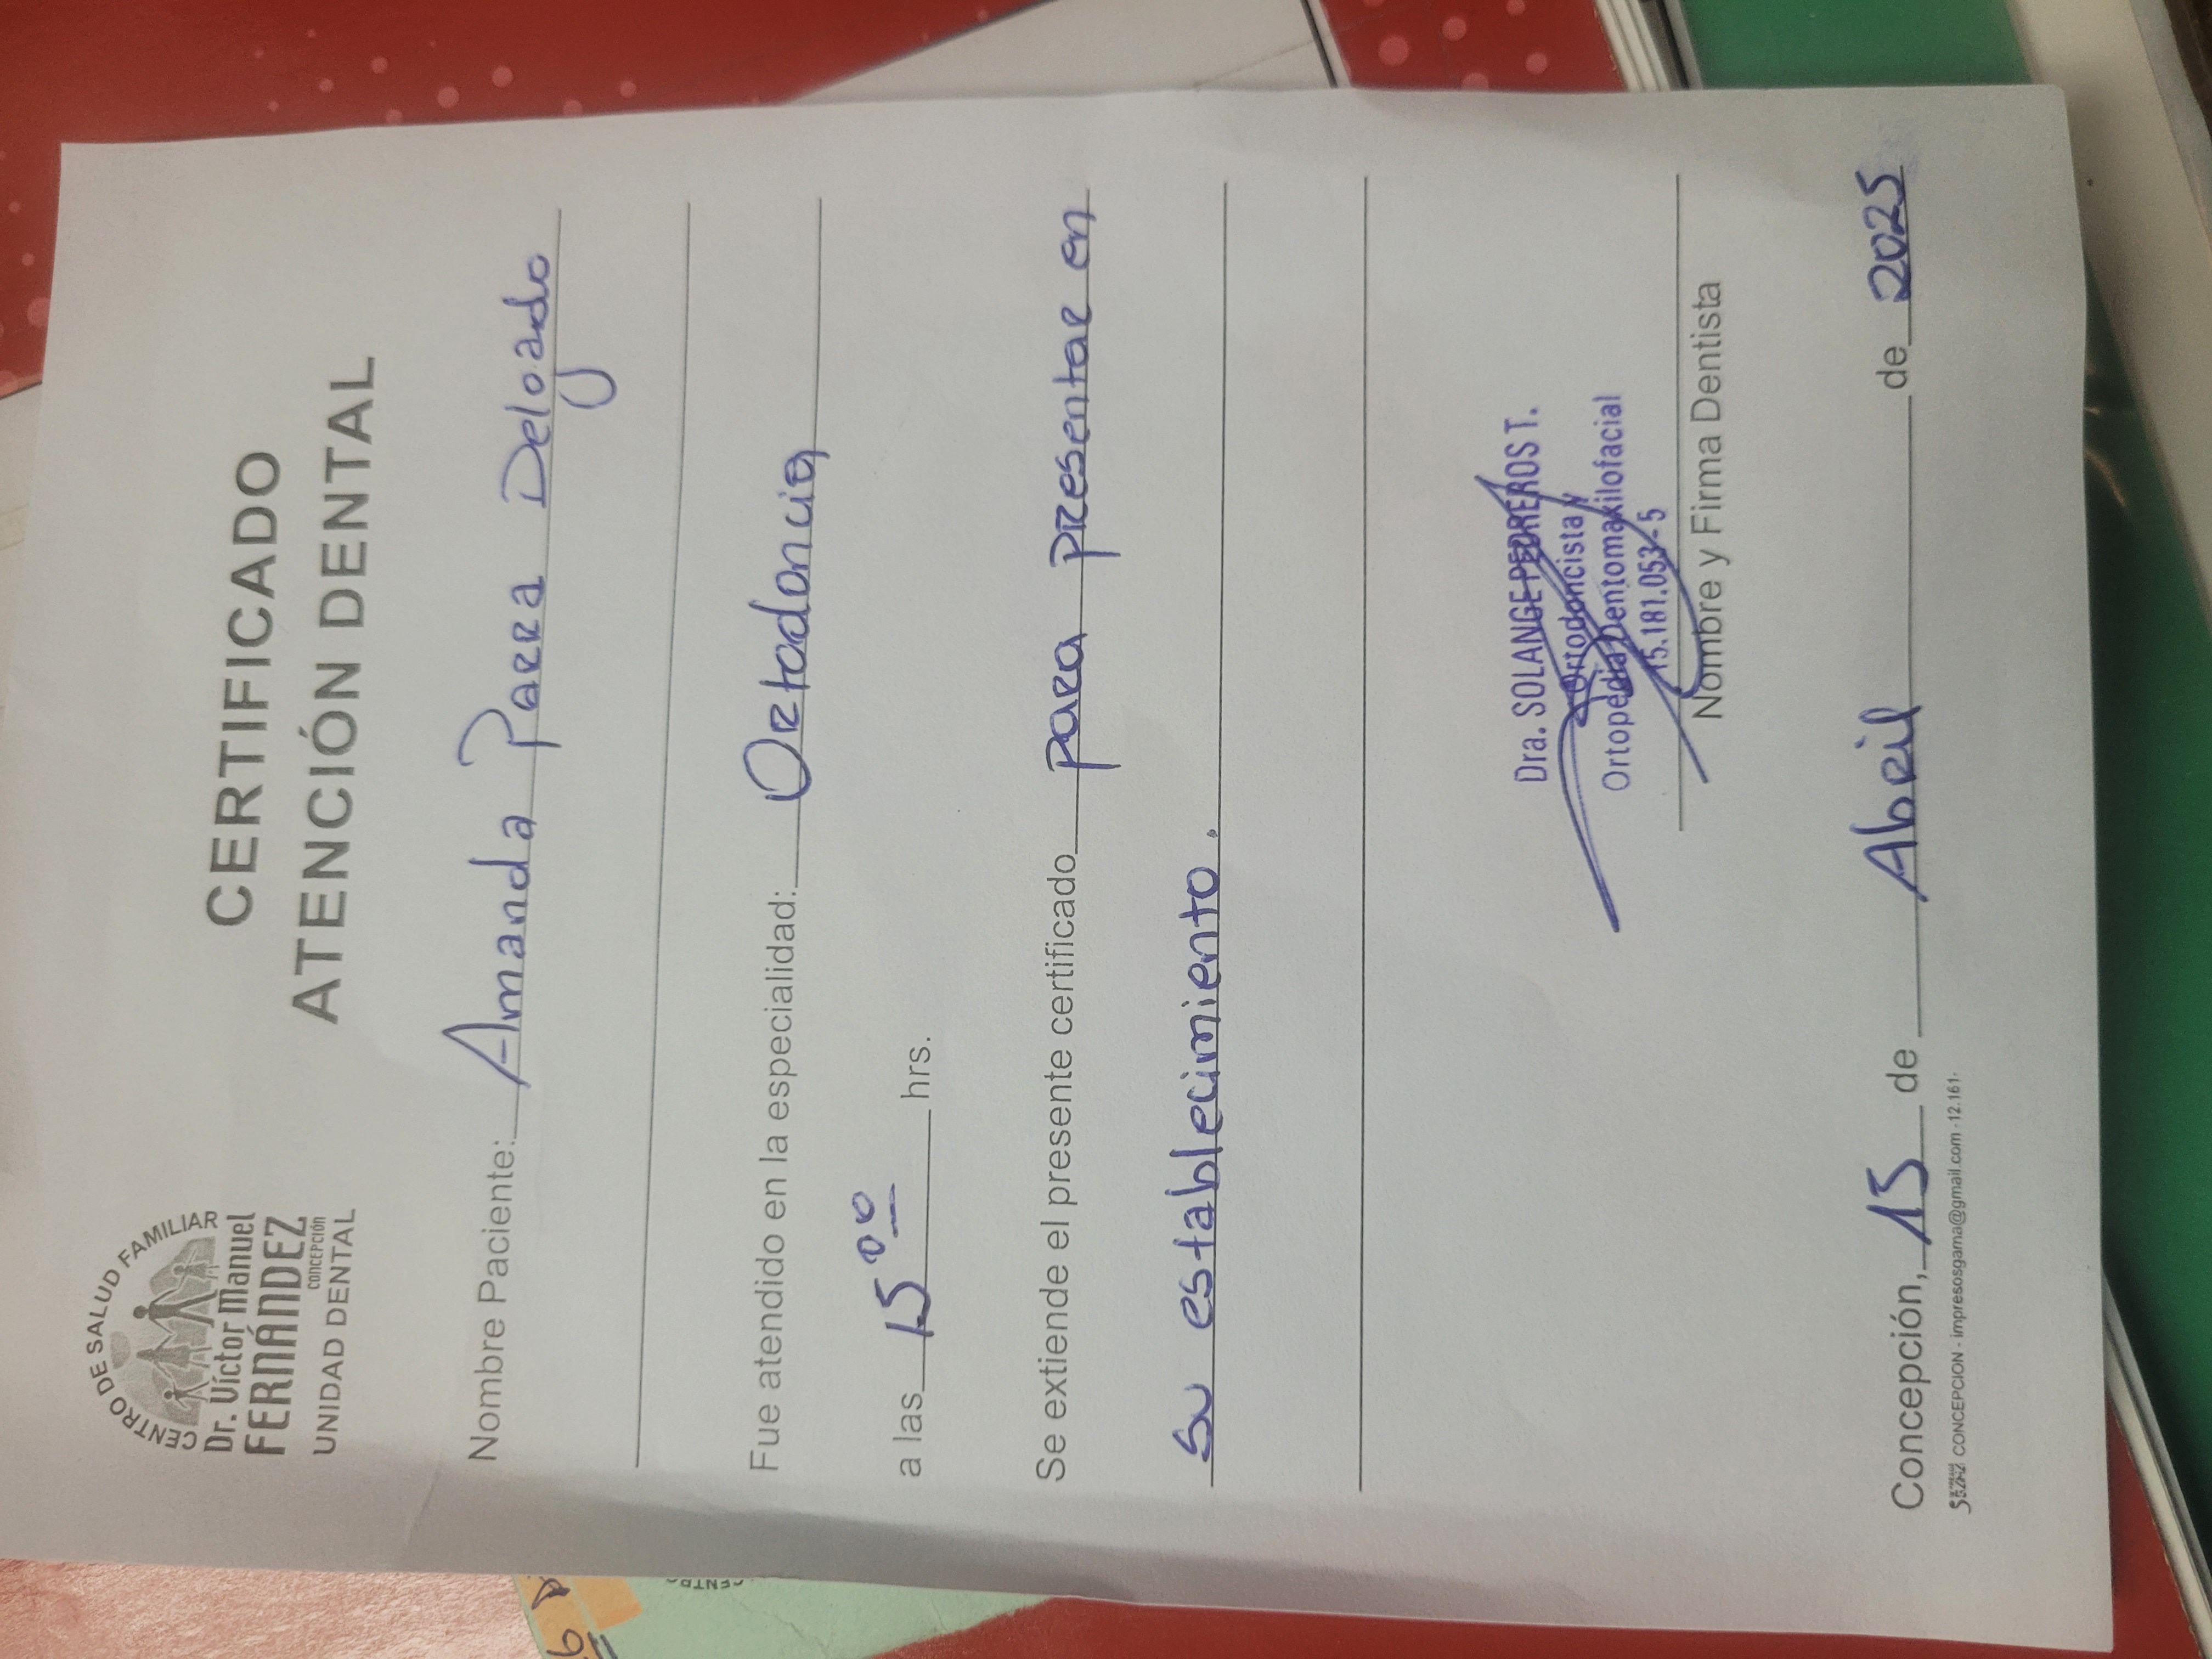 CENTRO DE SALUD FAMILIAR
Dr. Víctor Manuel
FERNÁNDEZ
concepción
UNIDAD DENTAL
CERTIFICADO
ATENCIÓN DENTAL
Nombre Paciente: Amanda Parra Delgado
Fue atendido en la especialidad: Ortodoncia
a las 15⁰⁰ hrs.
Se extiende el presente certificado para presentar en
su establecimiento.
Dra. SOLANGE PEDREROS T.
Ortodoncista y
Ortopedia Dentomaxilofacial
15.181.053-5
Nombre y Firma Dentista
Concepción, 15 de Abril de 2025
CONCEPCION - impresosgama@gmail.com - 12.161.